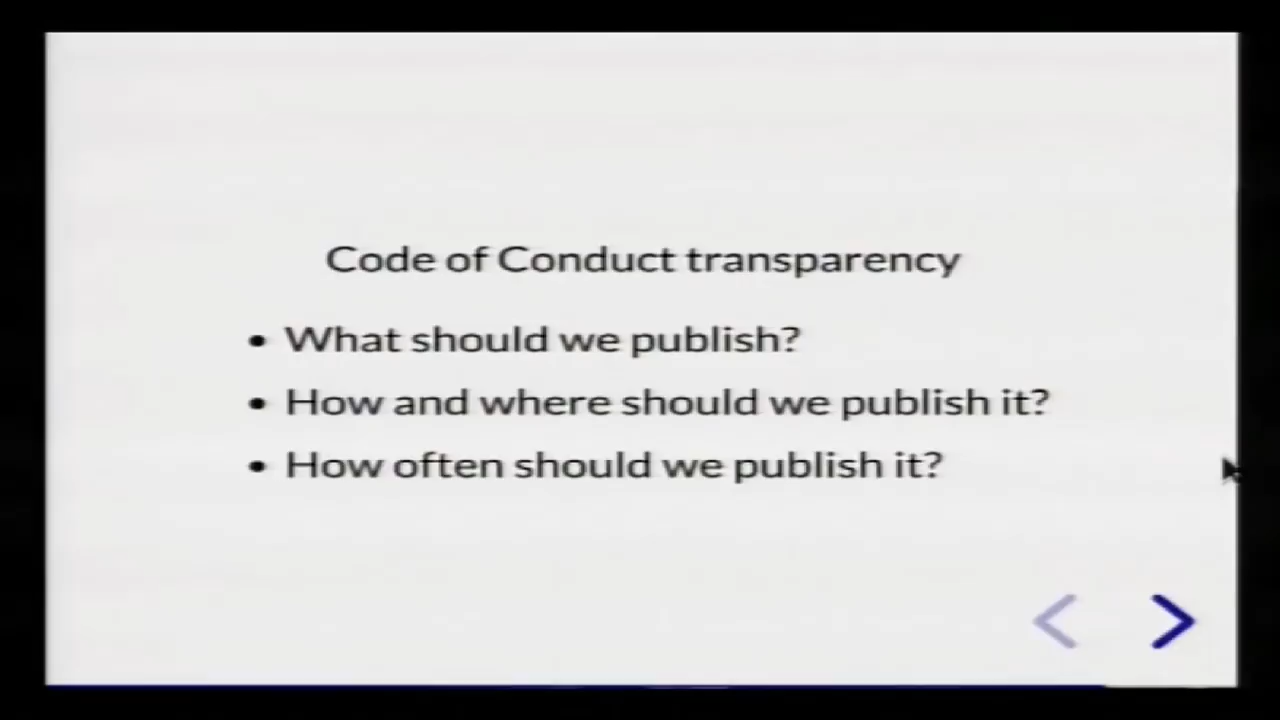 Code of Conduct transparency
• What should we publish?
• How and where should we publish it?
• How often should we publish it?